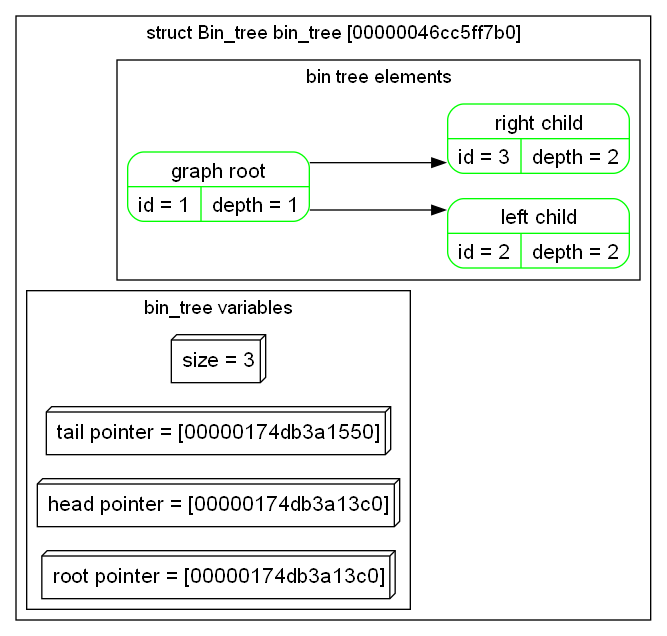 struct Bin_tree bin_tree [00000046cc5ff7b0]
bin tree elements
right child
id = 3 depth = 2
graph root
id = 1 depth = 1
left child
id = 2 depth = 2
bin_tree variables
size = 3
tail pointer = [00000174db3a1550]
head pointer = [00000174db3a13c0]
root pointer = [00000174db3a13c0]